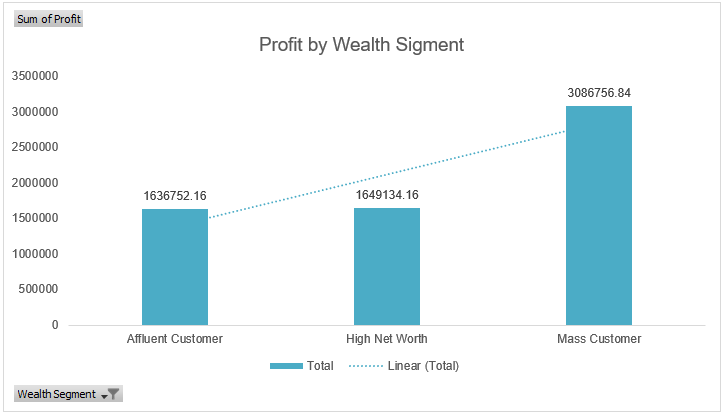 Sum of Profit
Profit by Wealth Sigment
3500000
3000000
2500000
2000000
1500000
1000000
500000
0
1636752.16
1649134.16
3086756.84
Affluent Customer
High Net Worth
Mass Customer
Total
Linear (Total)
Wealth Segment